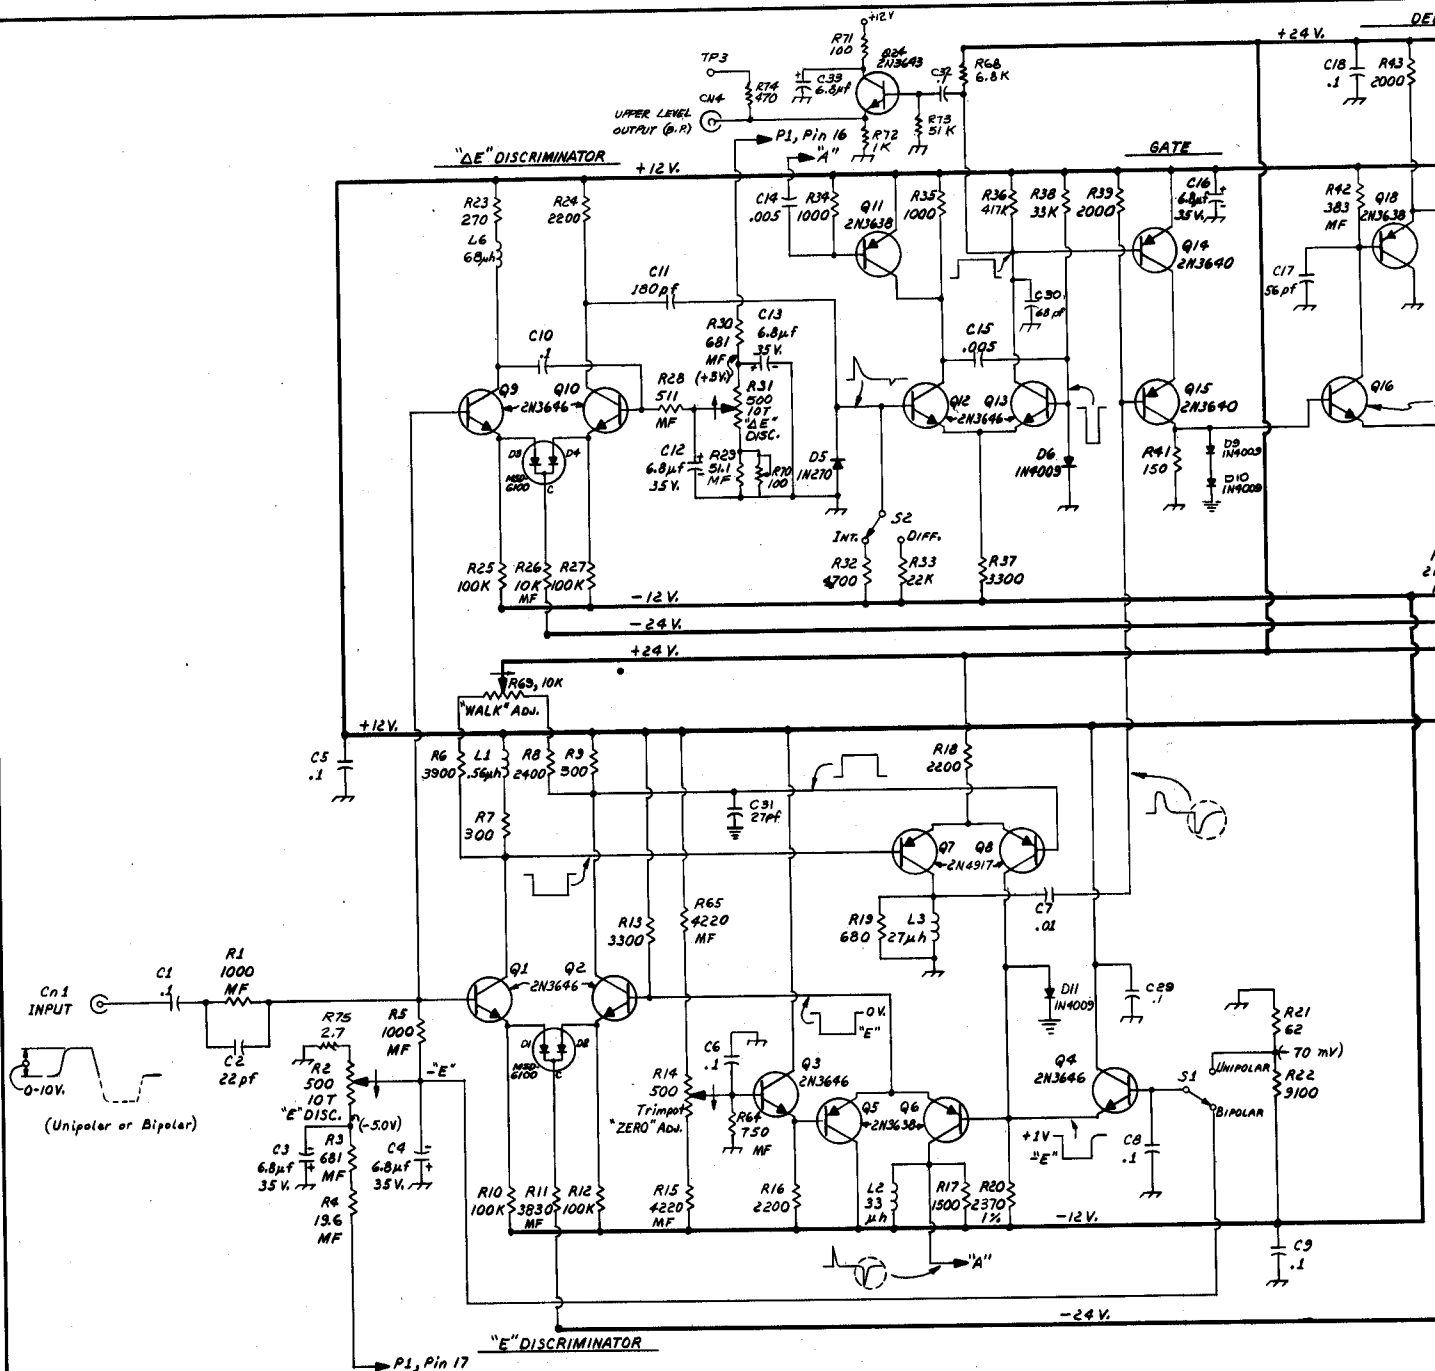 DE
+12V
+24 V.
R71
100
Q24
2N3643
TP3
C33
6.8µf
C32
.1
R68
6.8K
C18
.1
R43
2000
R74
470
CN4
UPPER LEVEL
OUTPUT (B.P.)
R72
1K
R73
51K
P1, Pin 16
"A"
"ΔE" DISCRIMINATOR
+12V.
GATE
R23
270
R24
2200
C14
.005
R34
1000
Q11
2N3638
R35
1000
R36
R38
33K
R39
2000
C16
6.8µf
35V.
R42
383
MF
Q18
2N3638
L6
68µh
Q14
2N3640
C11
180pf
C17
56pf
C30
68pf
R30
681
MF
(+5V.)
C13
6.8µf
35V.
C10
.1
C15
.005
Q9
Q10
2N3646
R28
511
MF
R31
500
10T
"ΔE"
DISC.
Q12
Q13
2N3646
Q15
2N3640
Q16
D3
D4
MSD-
6100
C
C12
6.8µf
35V.
R29
51.1
MF
R70
100
D5
1N270
D6
1N4009
R41
150
D9
1N4009
D10
1N4009
S2
INT.
DIFF.
R25
100K
R26
10K
MF
R27
100K
R32
4700
R33
22K
R37
3300
-12V.
-24V.
+24V.
R69, 10K
"WALK" ADJ.
+12V.
C5
.1
R6
3900
L1
.56µh
R8
2400
R9
300
R18
2200
C31
27pf
R7
300
Q7
Q8
2N4917
R13
3300
R65
4220
MF
R19
680
L3
27µh
C7
.01
Cn1
INPUT
C1
.1
R1
1000
MF
Q1
Q2
2N3646
D11
1N4009
C29
.1
C2
22pf
R75
2.7
R5
1000
MF
0V.
"E"
R21
62
70 mV)
D1
D2
MSD-
6100
C
C6
.1
Q3
2N3646
Q4
2N3646
S1
UNIPOLAR
BIPOLAR
R22
9100
0-10V.
(Unipolar or Bipolar)
R2
500
10T
"E" DISC.
-"E"
(-5.0V)
R14
500
Trimpot
"ZERO" ADJ.
R64
750
MF
Q5
Q6
2N3638
+1V
-"E"
C8
.1
C3
6.8µf
35V.
R3
681
MF
C4
6.8µf
35V.
R4
19.6
MF
R10
100K
R11
3830
MF
R12
100K
R15
4220
MF
R16
2200
L2
33
µh
R17
1500
R20
2370
1%
-12V.
C9
.1
"A"
-24V.
"E" DISCRIMINATOR
P1, Pin 17